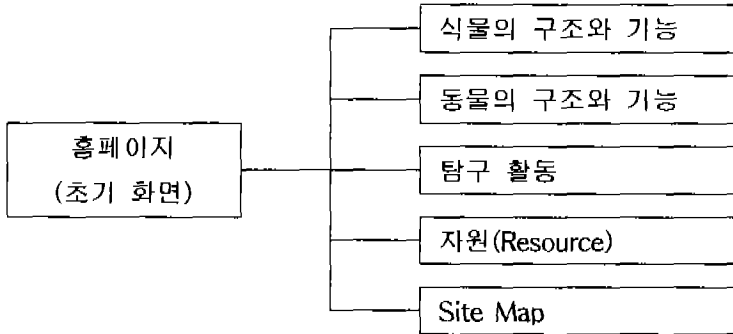 식물의 구조와 기능
동물의 구조와 기능
홈페이지
(초기 화면)
탐구 활동
자원(Resource)
Site Map